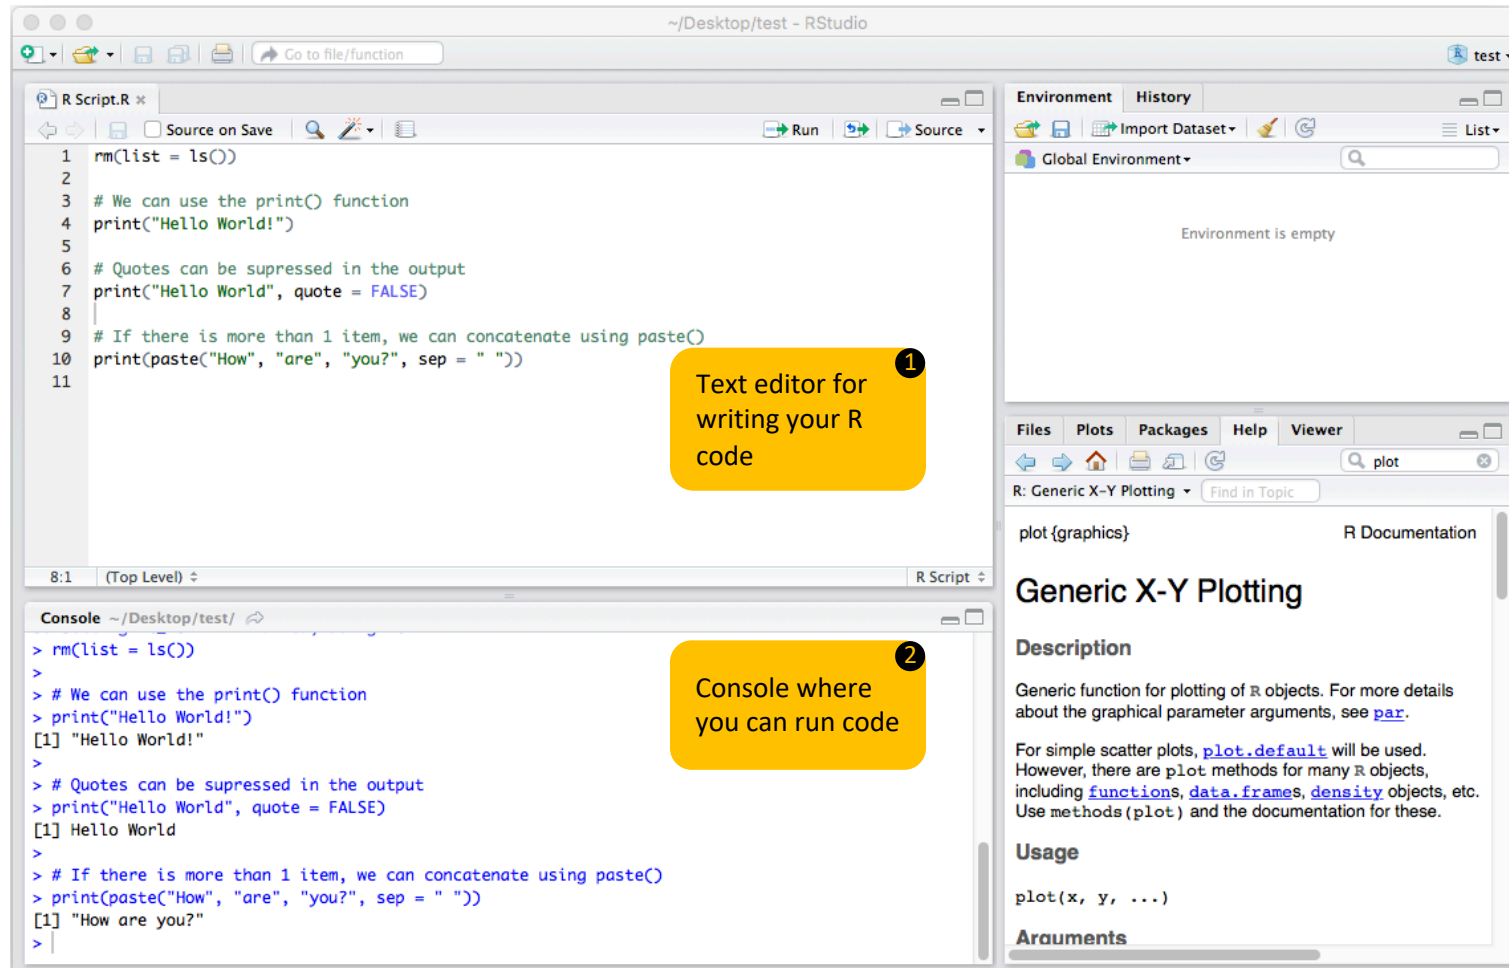 ~/Desktop/test - RStudio
Go to file/function
test
R Script.R
Source on Save
Run
Source
1 rm(list = ls())
2
3 # We can use the print() function
4 print("Hello World!")
5
6 # Quotes can be supressed in the output
7 print("Hello World", quote = FALSE)
8
9 # If there is more than 1 item, we can concatenate using paste()
10 print(paste("How", "are", "you?", sep = " "))
11
1
Text editor for
writing your R
code
8:1 (Top Level) R Script
Console ~/Desktop/test/
> rm(list = ls())
>
> # We can use the print() function
> print("Hello World!")
[1] "Hello World!"
>
> # Quotes can be supressed in the output
> print("Hello World", quote = FALSE)
[1] Hello World
>
> # If there is more than 1 item, we can concatenate using paste()
> print(paste("How", "are", "you?", sep = " "))
[1] "How are you?"
>
2
Console where
you can run code
Environment History
Import Dataset List
Global Environment
Environment is empty
Files Plots Packages Help Viewer
plot
R: Generic X-Y Plotting Find in Topic
plot {graphics} R Documentation
Generic X-Y Plotting
Description
Generic function for plotting of R objects. For more details
about the graphical parameter arguments, see par.
For simple scatter plots, plot.default will be used.
However, there are plot methods for many R objects,
including functions, data.frames, density objects, etc.
Use methods(plot) and the documentation for these.
Usage
plot(x, y, ...)
Arguments